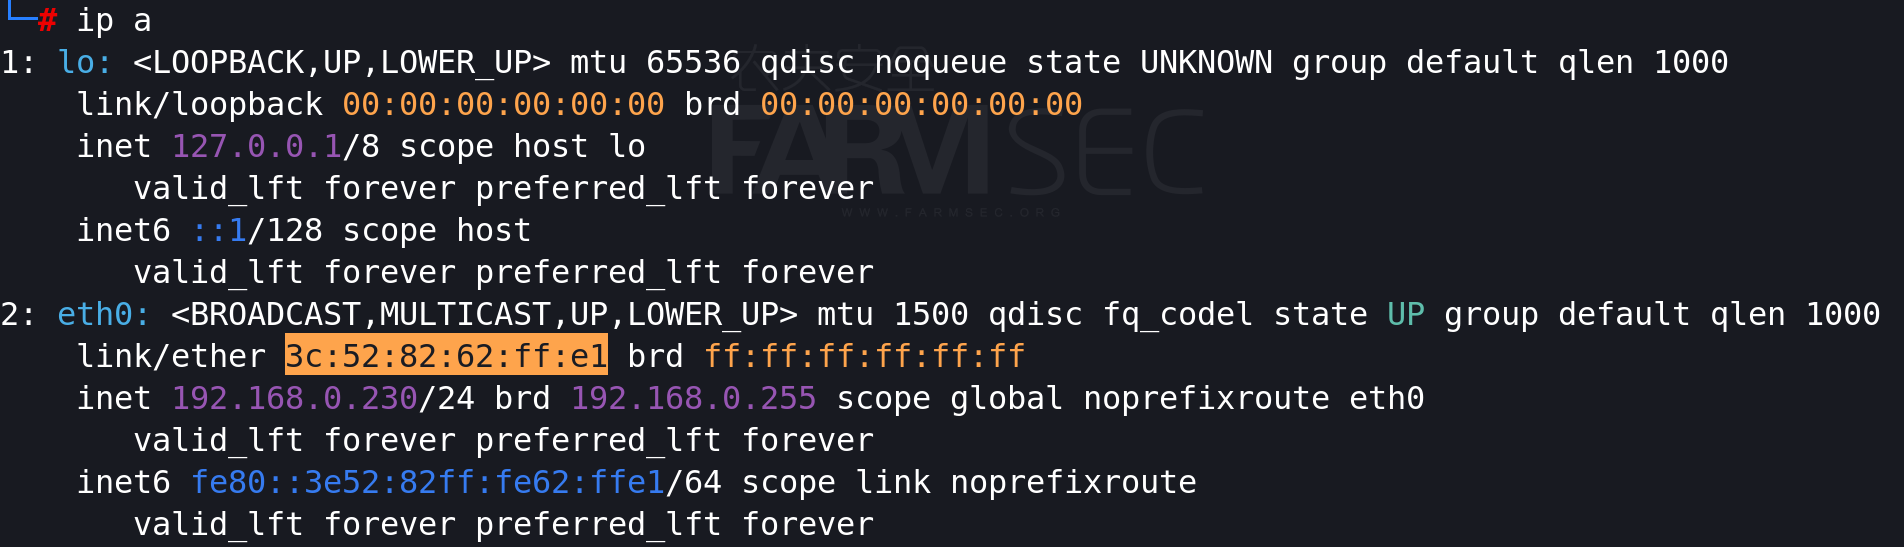 └─# ip a
1: lo: <LOOPBACK,UP,LOWER_UP> mtu 65536 qdisc noqueue state UNKNOWN group default qlen 1000
    link/loopback 00:00:00:00:00:00 brd 00:00:00:00:00:00
    inet 127.0.0.1/8 scope host lo
       valid_lft forever preferred_lft forever
    inet6 ::1/128 scope host
       valid_lft forever preferred_lft forever
2: eth0: <BROADCAST,MULTICAST,UP,LOWER_UP> mtu 1500 qdisc fq_codel state UP group default qlen 1000
    link/ether 3c:52:82:62:ff:e1 brd ff:ff:ff:ff:ff:ff
    inet 192.168.0.230/24 brd 192.168.0.255 scope global noprefixroute eth0
       valid_lft forever preferred_lft forever
    inet6 fe80::3e52:82ff:fe62:ffe1/64 scope link noprefixroute
       valid_lft forever preferred_lft forever
农夫安全
FARMSEC
WWW.FARMSEC.ORG